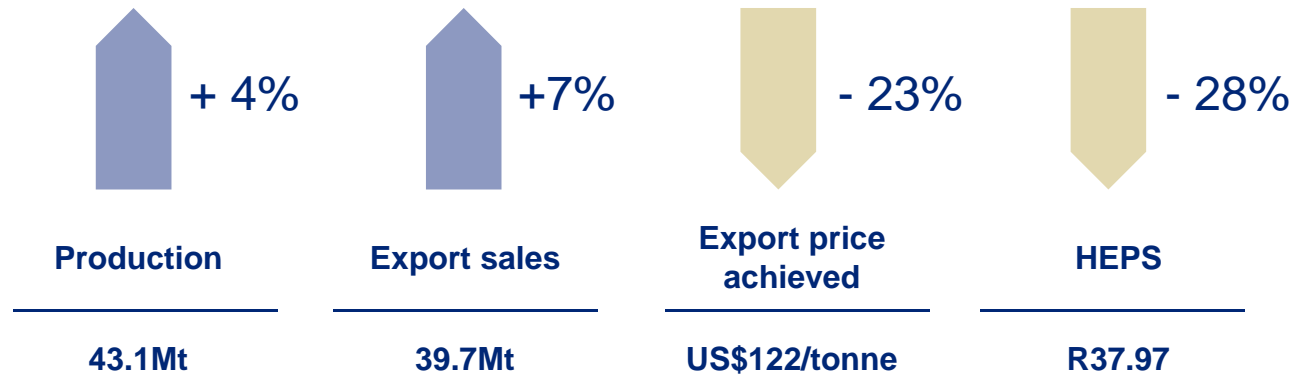 + 4%
+7%
- 23%
- 28%
Production
Export sales
Export price
achieved
HEPS
43.1Mt
39.7Mt
US$122/tonne
R37.97